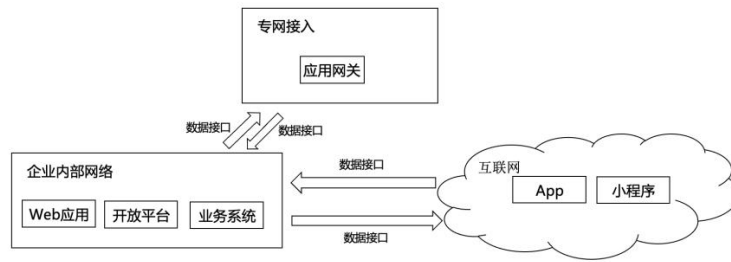 专网接入
应用网关
数据接口
数据接口
企业内部网络
Web应用
开放平台
业务系统
数据接口
数据接口
互联网
App
小程序